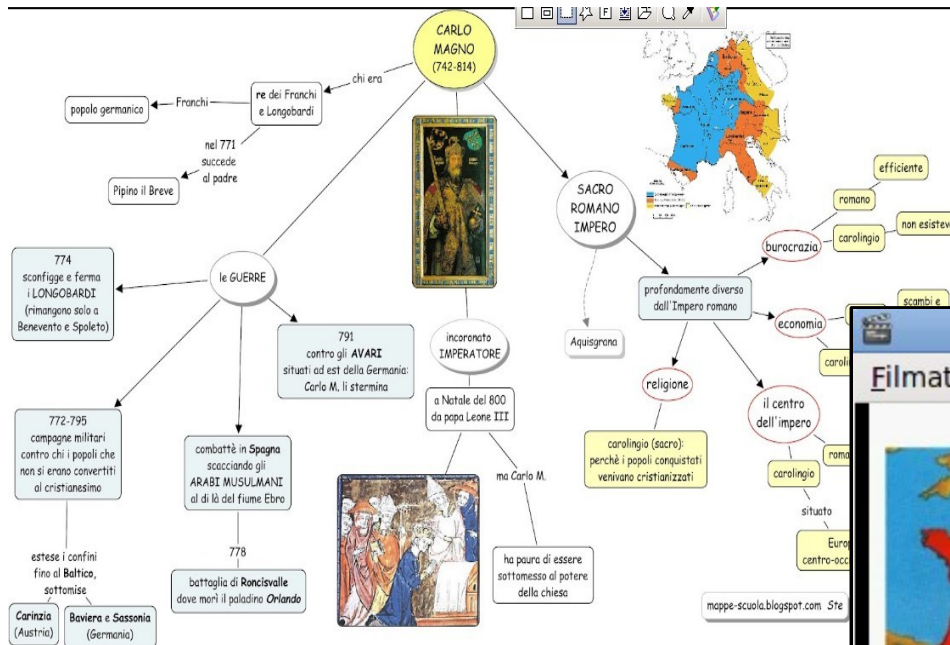 CARLO
MAGNO
(742-814)
chi era
re dei Franchi
e Longobardi
Franchi
popolo germanico
nel 771
succede
al padre
Pipino il Breve
le GUERRE
774
sconfigge e ferma
i LONGOBARDI
(rimangono solo a
Benevento e Spoleto)
772-795
campagne militari
contro chi i popoli che
non si erano convertiti
al cristianesimo
estese i confini
fino al Baltico,
sottomise
Carinzia
(Austria)
Baviera e Sassonia
(Germania)
combattè in Spagna
scacciando gli
ARABI MUSULMANI
al di là del fiume Ebro
778
battaglia di Roncisvalle
dove morì il paladino Orlando
791
contro gli AVARI
situati ad est della Germania:
Carlo M. li stermina
incoronato
IMPERATORE
a Natale del 800
da papa Leone III
ma Carlo M.
ha paura di essere
sottomesso al potere
della chiesa
SACRO
ROMANO
IMPERO
Aquisgrana
profondamente diverso
dall'Impero romano
burocrazia
romano
efficiente
carolingio
non esistev
economia
scambi e
caroli
religione
carolingio (sacro):
perchè i popoli conquistati
venivano cristianizzati
il centro
dell'impero
roma
carolingio
situato
Euro
centro-occ
mappe-scuola.blogspot.com Ste
Filmat